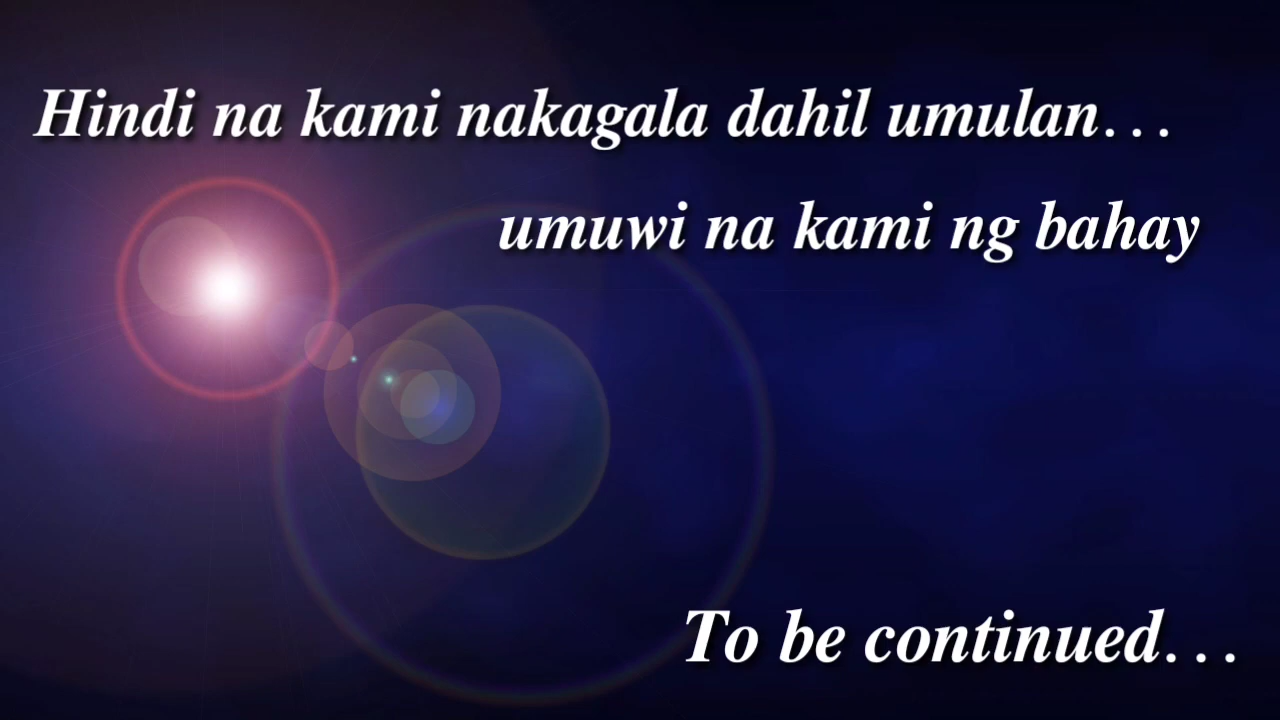 Hindi na kami nakagala dahil umulan...
umuwi na kami ng bahay
To be continued...